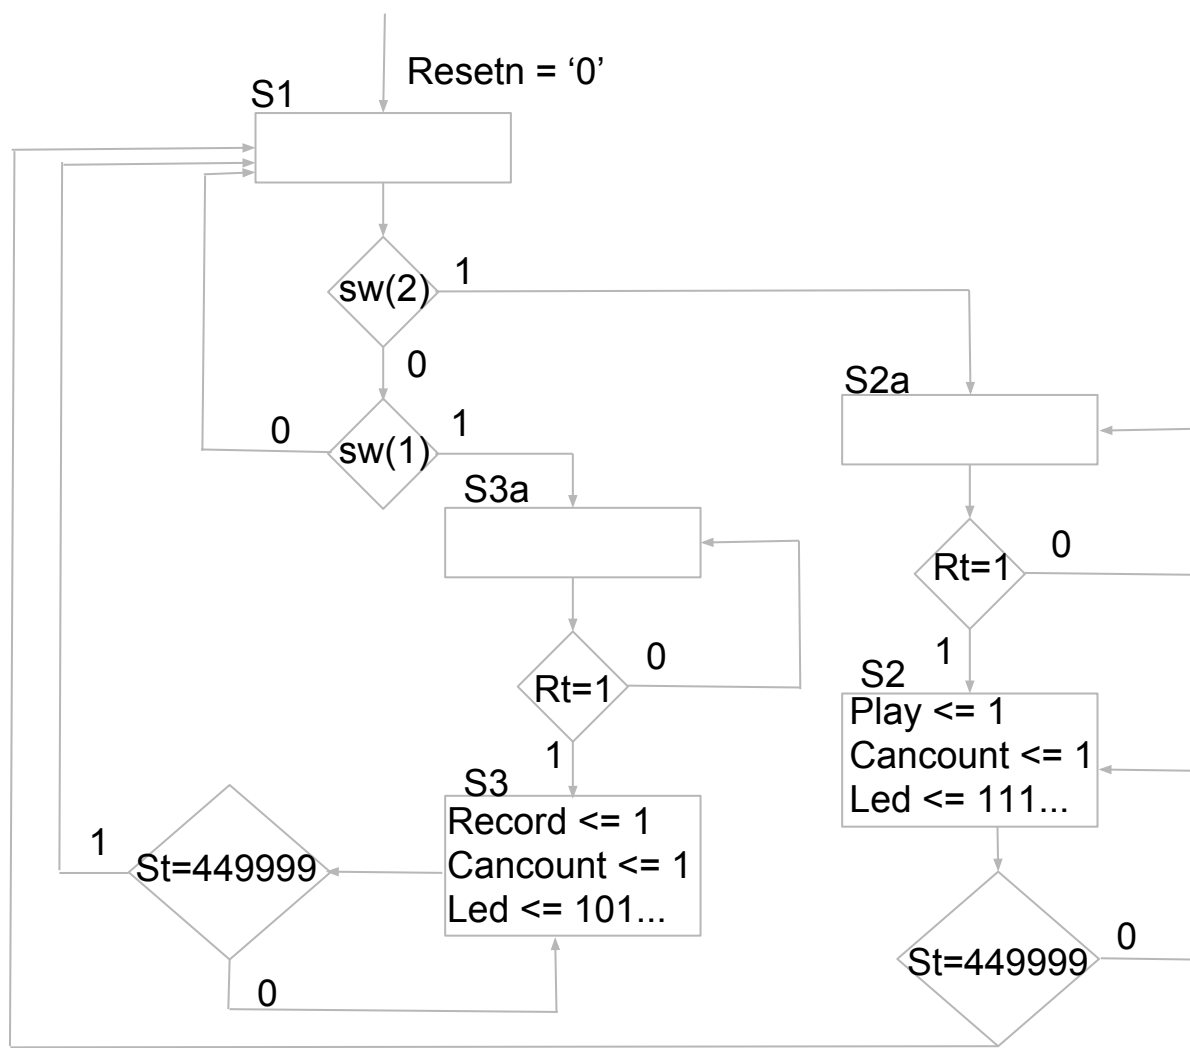 Resetn = ‘0’
S1
sw(2)
1
0
sw(1)
0
1
S2a
S3a
Rt=1
0
Rt=1
0
1
S2
Play <= 1
Cancount <= 1
Led <= 111...
1
S3
Record <= 1
Cancount <= 1
Led <= 101...
1
St=449999
0
St=449999
0